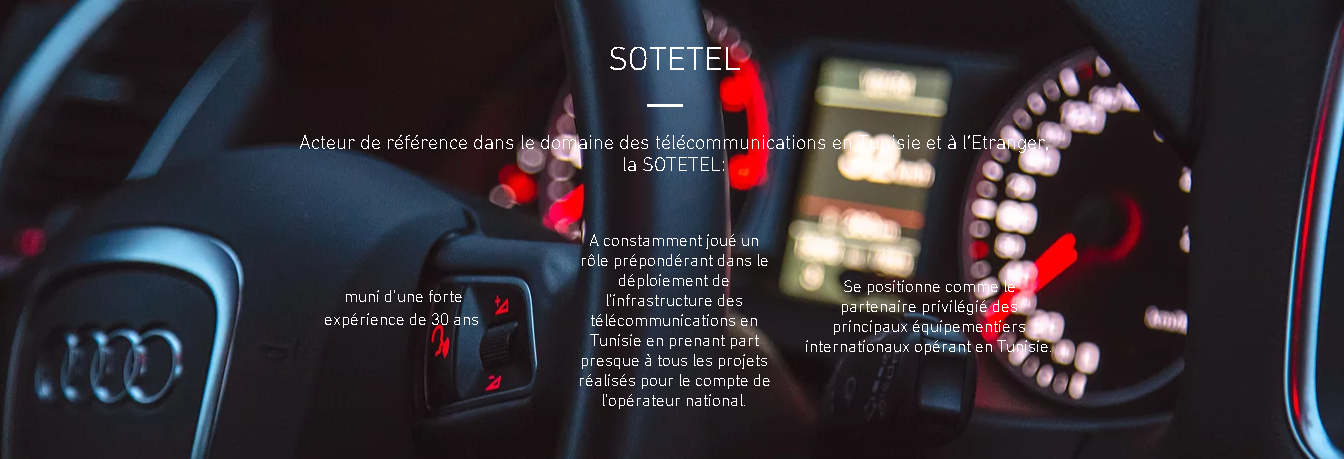 SOTETEL
Acteur de référence dans le domaine des télécommunications en Tunisie et à l'Etranger,
la SOTETEL:
muni d'une forte
expérience de 30 ans
A constamment joué un
rôle prépondérant dans le
déploiement de
l'infrastructure des
télécommunications en
Tunisie en prenant part
presque à tous les projets
réalisés pour le compte de
l'opérateur national.
Se positionne comme le
partenaire privilégié des
principaux équipementiers
internationaux opérant en Tunisie.